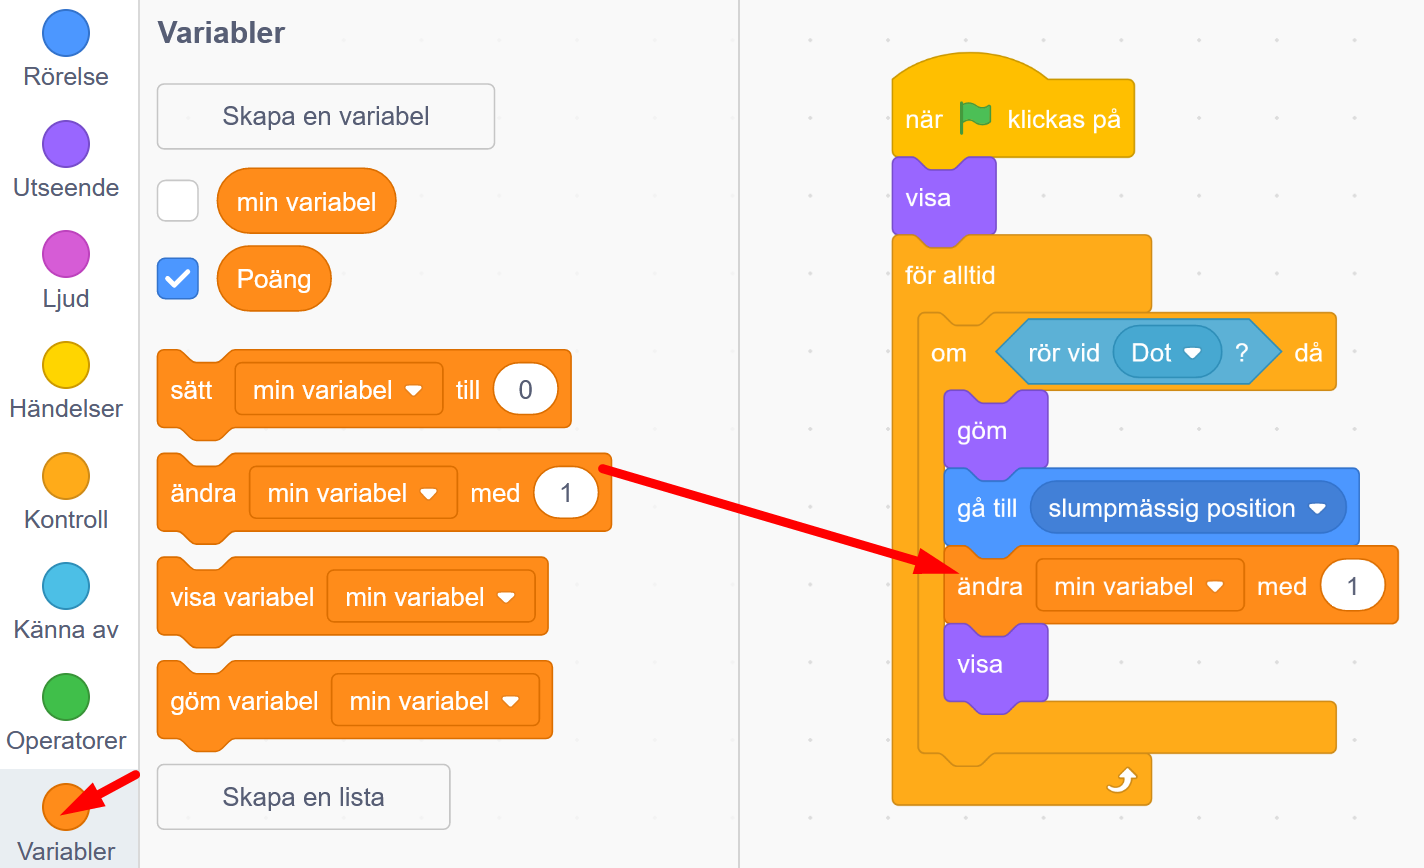 Rörelse
Utseende
Ljud
Händelser
Kontroll
Känna av
Operatorer
Variabler
Variabler
Skapa en variabel
min variabel
Poäng
sätt min variabel till 0
ändra min variabel med 1
visa variabel min variabel
göm variabel min variabel
Skapa en lista
när klickas på
visa
för alltid
om rör vid Dot ? då
göm
gå till slumpmässig position
ändra min variabel med 1
visa